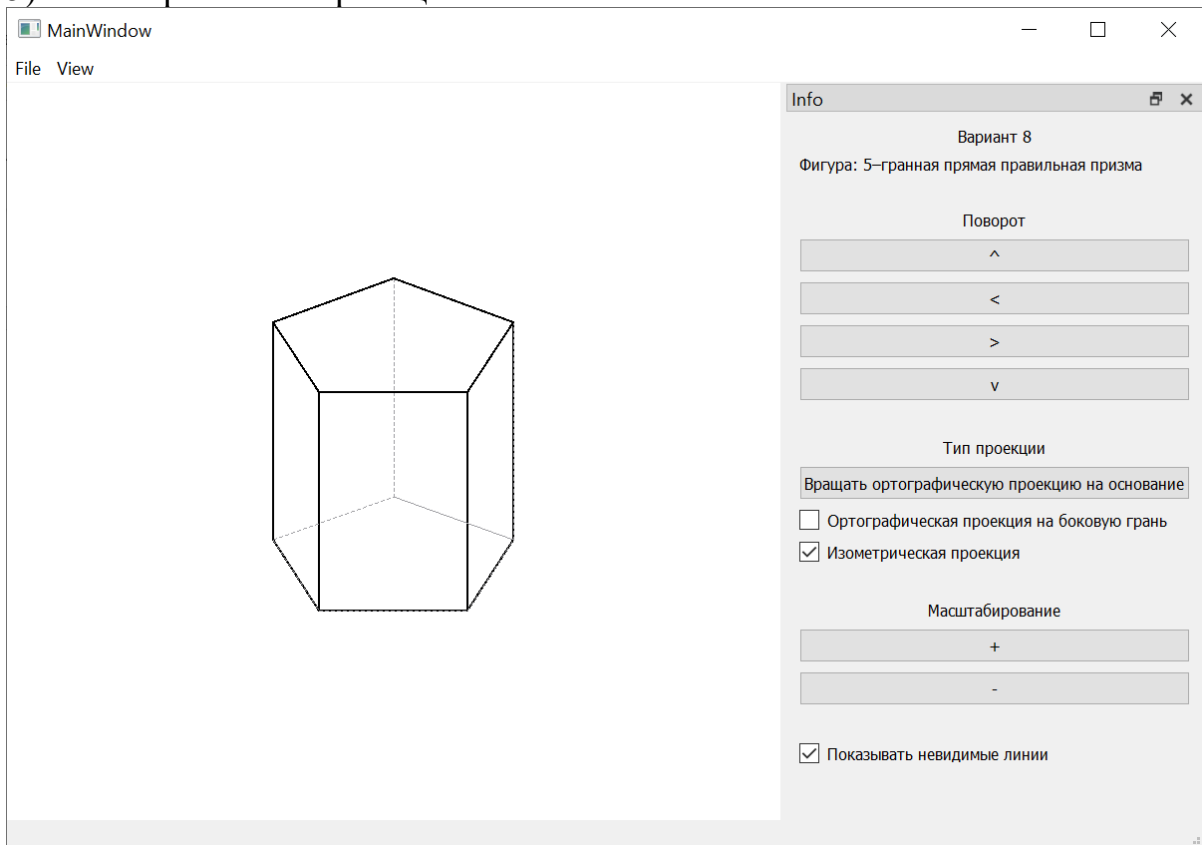 MainWindow
File View
Info
Вариант 8
Фигура: 5–гранная прямая правильная призма
Поворот
^
<
>
v
Тип проекции
Вращать ортографическую проекцию на основание
Ортографическая проекция на боковую грань
Изометрическая проекция
Масштабирование
+
-
Показывать невидимые линии